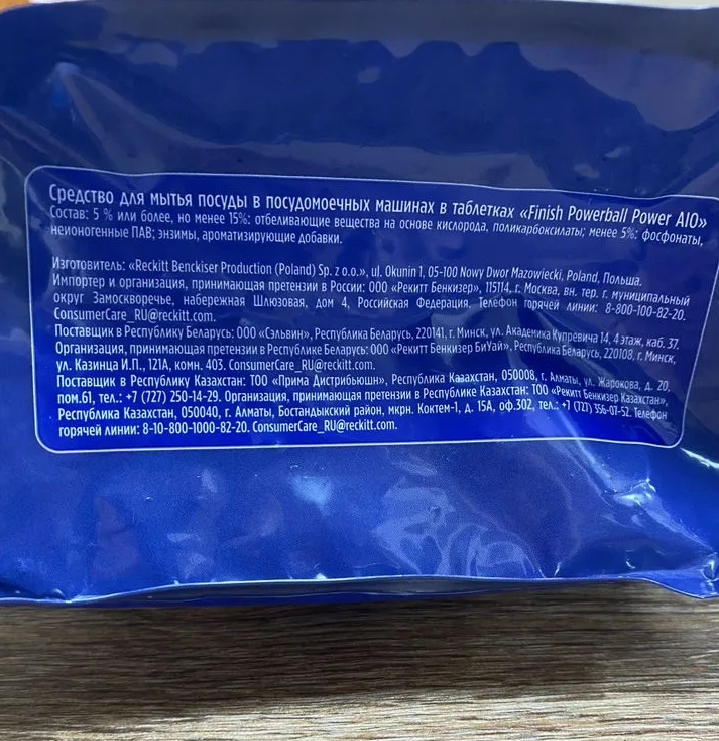 Средство для мытья посуды в посудомоечных машинах в таблетках «Finish Powerball Power AIO»
Состав: 5 % или более, но менее 15%: отбеливающие вещества на основе кислорода, поликарбоксилаты; менее 5%: фосфонаты,
неионогенные ПАВ; энзимы, ароматизирующие добавки.
Изготовитель: «Reckitt Benckiser Production (Poland) Sp. z o.o.», ul. Okunin 1, 05-100 Nowy Dwor Mazowiecki, Poland, Польша.
Импортер и организация, принимающая претензии в России: ООО «Рекитт Бенкизер», 115114, г. Москва, вн. тер. г. муниципальный
округ Замоскворечье, набережная Шлюзовая, дом 4, Российская Федерация. Телефон горячей линии: 8-800-100-82-20.
ConsumerCare_RU@reckitt.com.
Поставщик в Республику Беларусь: ООО «Сэльвин», Республика Беларусь, 220141, г. Минск, ул. Академика Купревича 14, 4 этаж, каб. 37.
Организация, принимающая претензии в Республике Беларусь: ООО «Рекитт Бенкизер БиУай», Республика Беларусь, 220108, г. Минск,
ул. Казинца И.П., 121А, комн. 403. ConsumerCare_RU@reckitt.com.
Поставщик в Республику Казахстан: ТОО «Прима Дистрибьюшн», Республика Казахстан, 050008, г. Алматы, ул. Жарокова, д. 20,
пом.61, тел.: +7 (727) 250-14-29. Организация, принимающая претензии в Республике Казахстан: ТОО «Рекитт Бенкизер Казахстан»,
Республика Казахстан, 050040, г. Алматы, Бостандыкский район, мкрн. Коктем-1, д. 15А, оф.302, тел.: +7 (727) 356-07-52. Телефон
горячей линии: 8-10-800-1000-82-20. ConsumerCare_RU@reckitt.com.